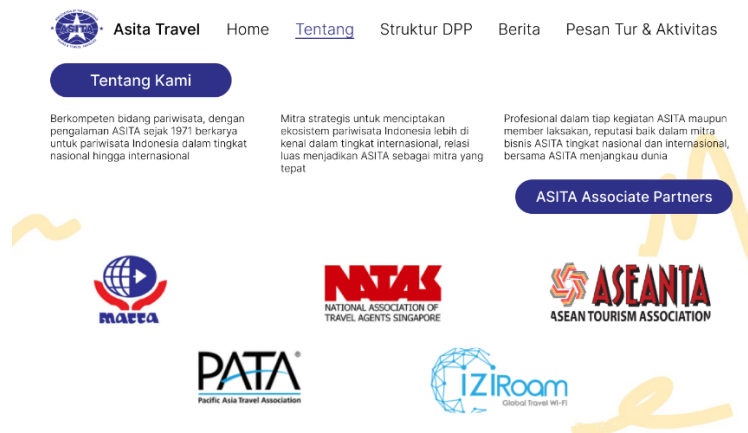 ASITA
Asita Travel
Home
Tentang
Struktur DPP
Berita
Pesan Tur & Aktivitas
Tentang Kami
Berkompeten bidang pariwisata, dengan
pengalaman ASITA sejak 1971 berkarya
untuk pariwisata Indonesia dalam tingkat
nasional hingga internasional
Mitra strategis untuk menciptakan
ekosistem pariwisata Indonesia lebih di
kenal dalam tingkat internasional, relasi
luas menjadikan ASITA sebagai mitra yang
tepat
Profesional dalam tiap kegiatan ASITA maupun
member laksakan, reputasi baik dalam mitra
bisnis ASITA tingkat nasional dan internasional,
bersama ASITA menjangkau dunia
ASITA Associate Partners
matta
NATAS
NATIONAL ASSOCIATION OF
TRAVEL AGENTS SINGAPORE
ASEANTA
ASEAN TOURISM ASSOCIATION
PATA®
Pacific Asia Travel Association
iZiRoam
Global Travel Wi-Fi